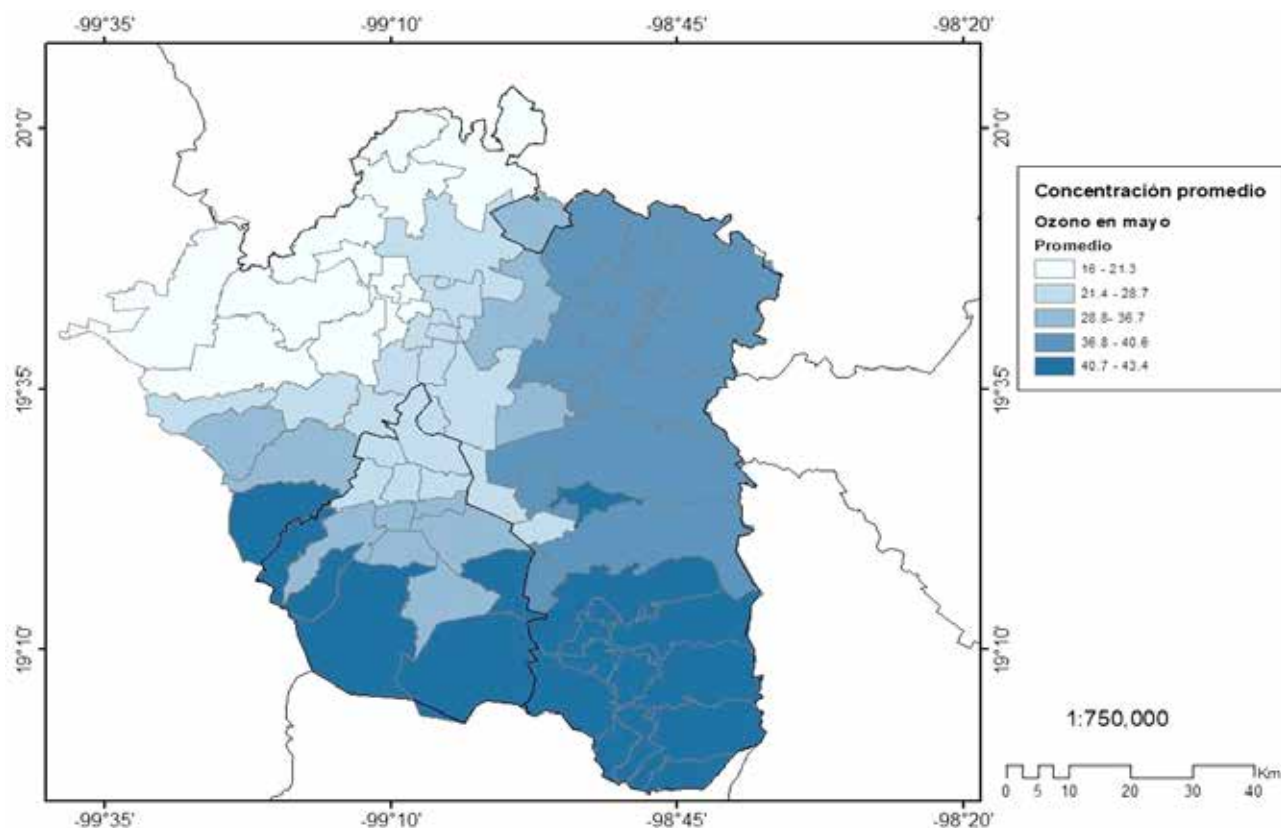 -99°35' -99°10' -98°45' -98°20'
20°0' 20°0'
Concentración promedio
Ozono en mayo
Promedio
16 - 21.3
21.4 - 28.7
28.8- 36.7
36.8 - 40.6
40.7 - 43.4
19°35' 19°35'
19°10' 19°10'
1:750,000
Km
0 5 10 20 30 40
-99°35' -99°10' -98°45' -98°20'